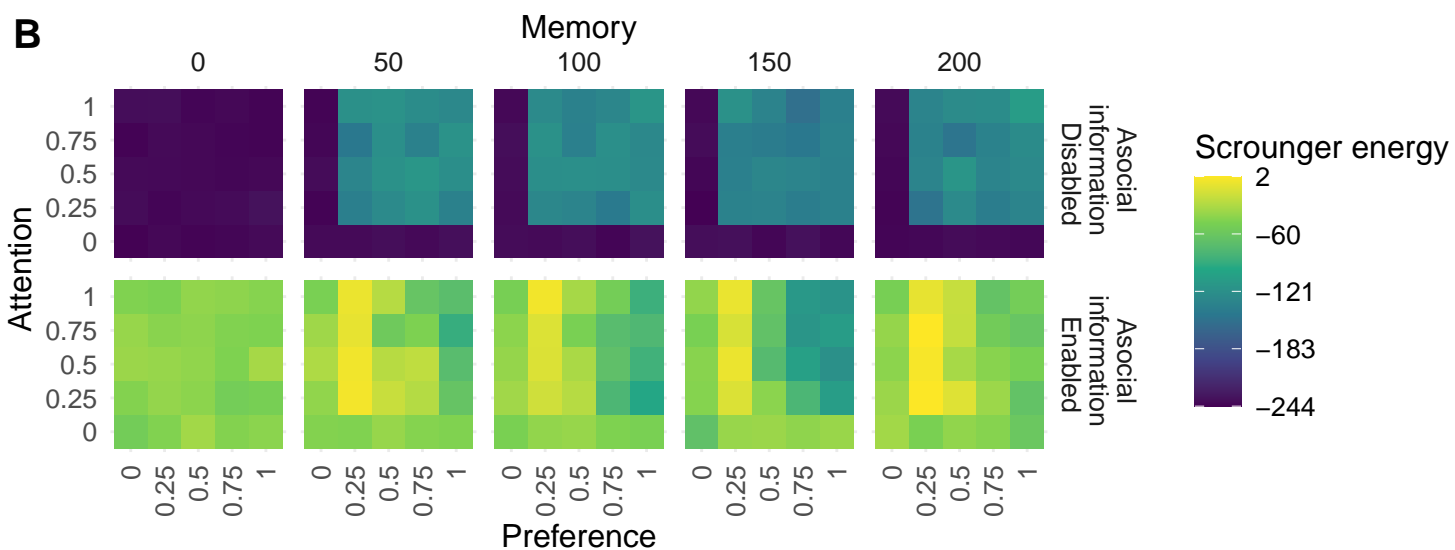 B
Memory
0 50 100 150 200
Attention
1
0.75
0.5
0.25
0
Asocial
information
Disabled
1
0.75
0.5
0.25
0
Asocial
information
Enabled
0 0.25 0.5 0.75 1 0 0.25 0.5 0.75 1 0 0.25 0.5 0.75 1 0 0.25 0.5 0.75 1 0 0.25 0.5 0.75 1
Preference
Scrounger energy
2
−60
−121
−183
−244